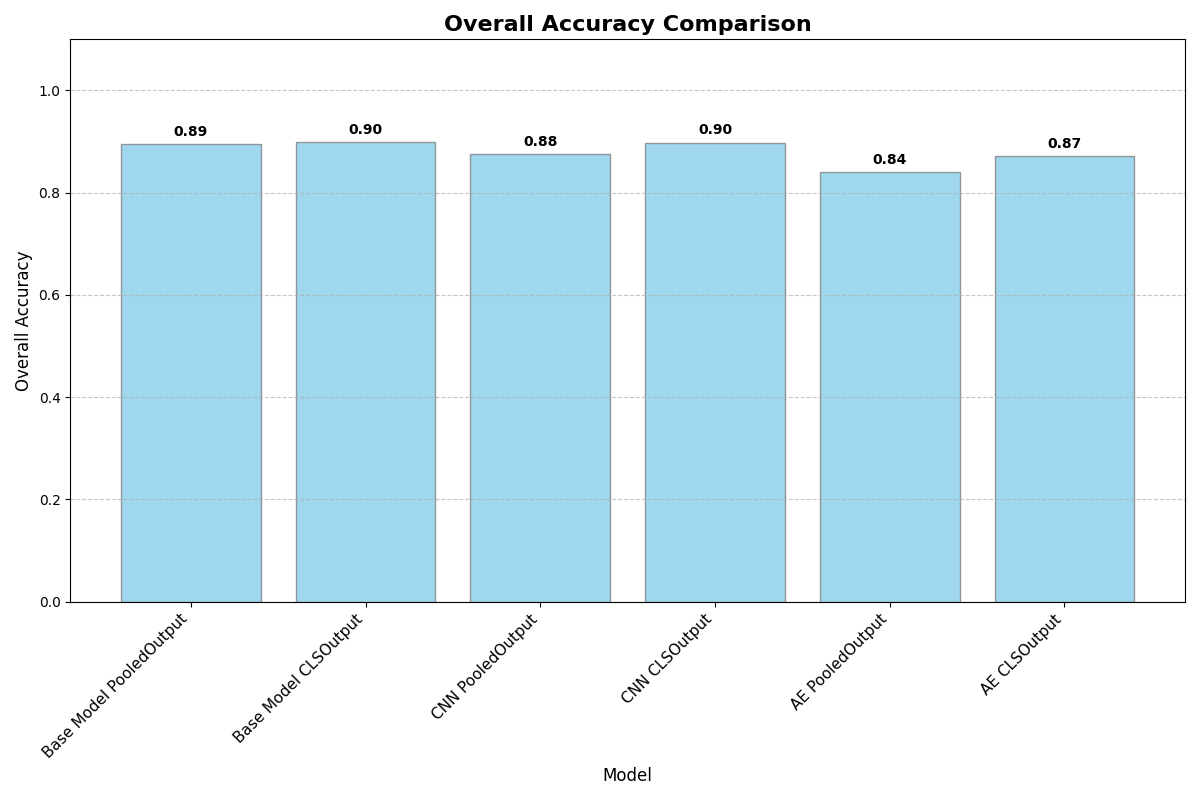 Overall Accuracy Comparison
Overall Accuracy
1.0
0.8
0.6
0.4
0.2
0.0
0.89
0.90
0.88
0.90
0.84
0.87
Base Model PooledOutput
Base Model CLSOutput
CNN PooledOutput
CNN CLSOutput
AE PooledOutput
AE CLSOutput
Model